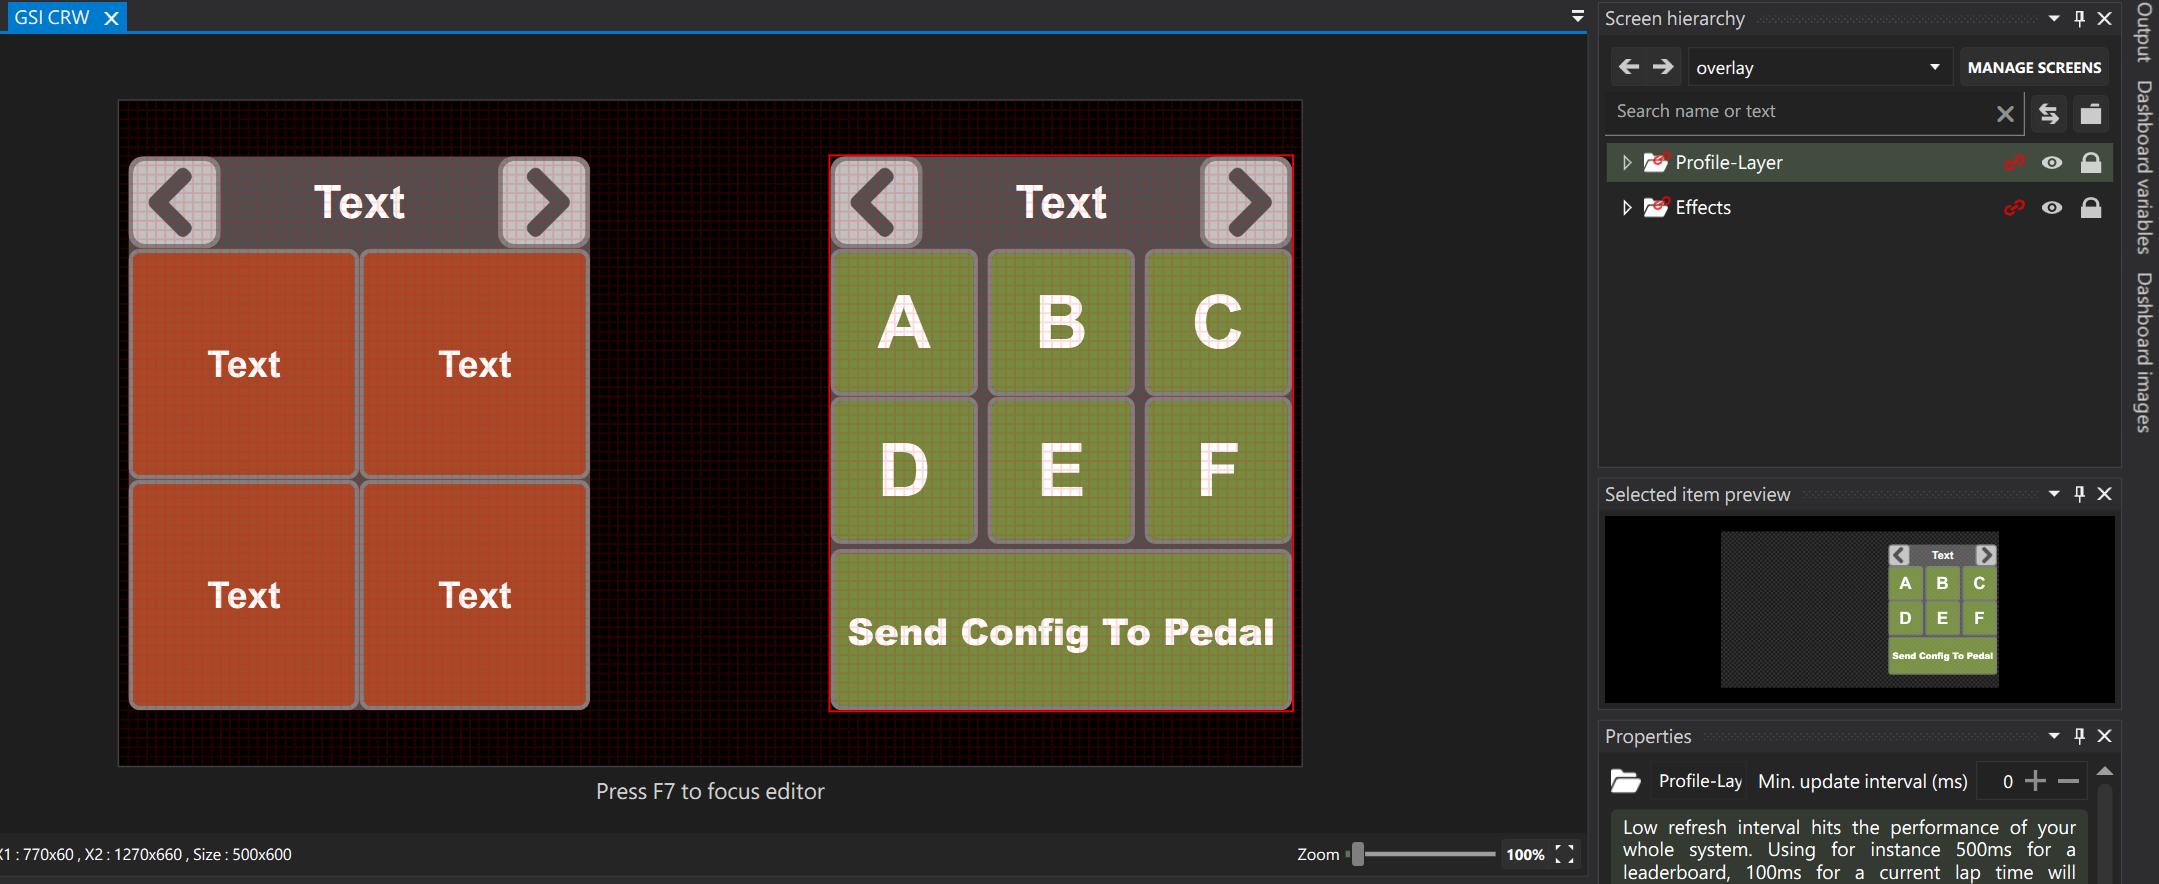 GSI CRW
Text
Text
Text
Text
Text
Text
A B C
D E F
Send Config To Pedal
Press F7 to focus editor
X1 : 770x60 , X2 : 1270x660 , Size : 500x600
Zoom
100%
Screen hierarchy
overlay
MANAGE SCREENS
Search name or text
Profile-Layer
Effects
Selected item preview
Text
A B C
D E F
Send Config To Pedal
Properties
Profile-Lay
Min. update interval (ms)
0
Low refresh interval hits the performance of your
whole system. Using for instance 500ms for a
leaderboard, 100ms for a current lap time will
Output
Dashboard variables
Dashboard images